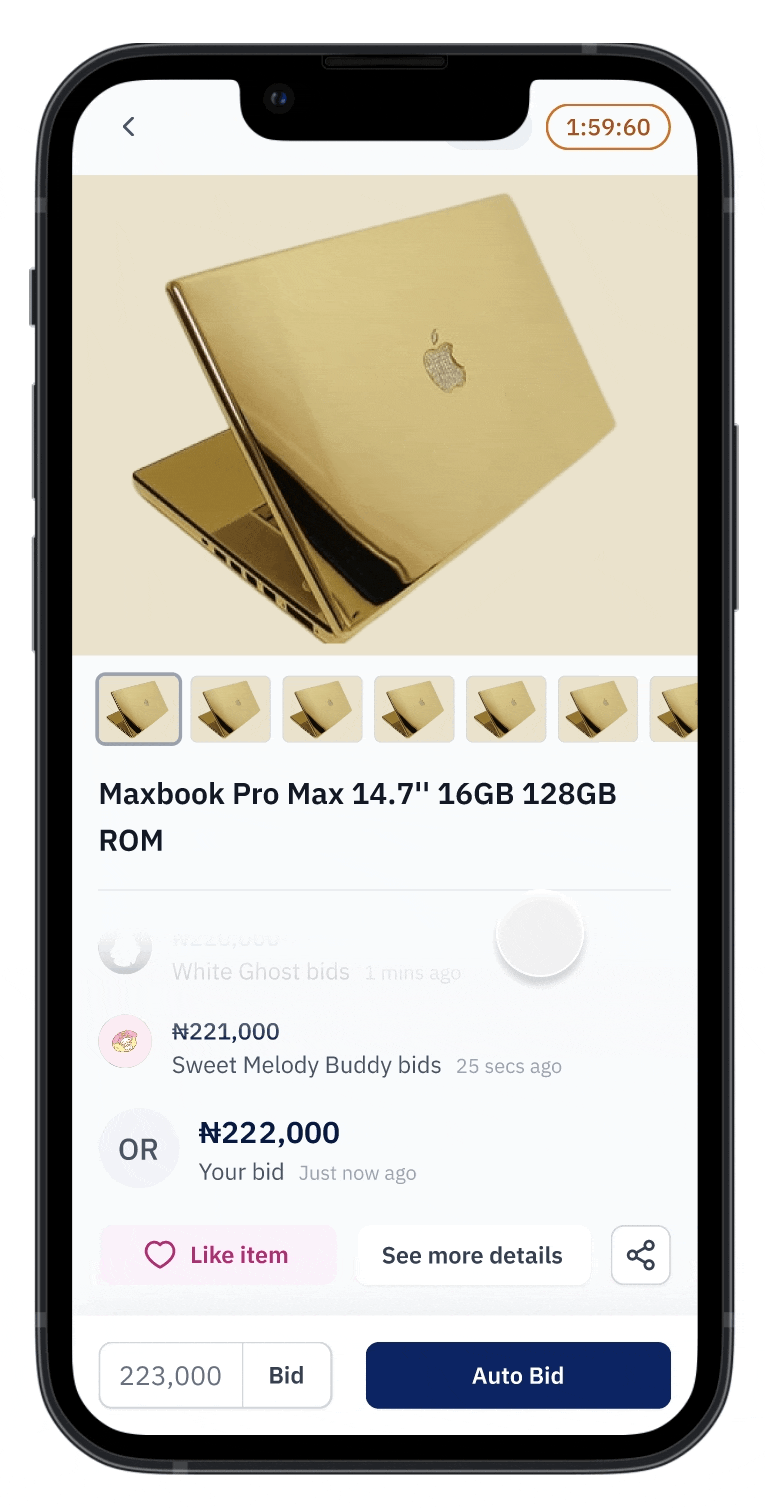 1:59:60
Maxbook Pro Max 14.7'' 16GB 128GB
ROM
White Ghost bids 1 mins ago
₦221,000
Sweet Melody Buddy bids 25 secs ago
OR
₦222,000
Your bid Just now ago
Like item
See more details
223,000
Bid
Auto Bid